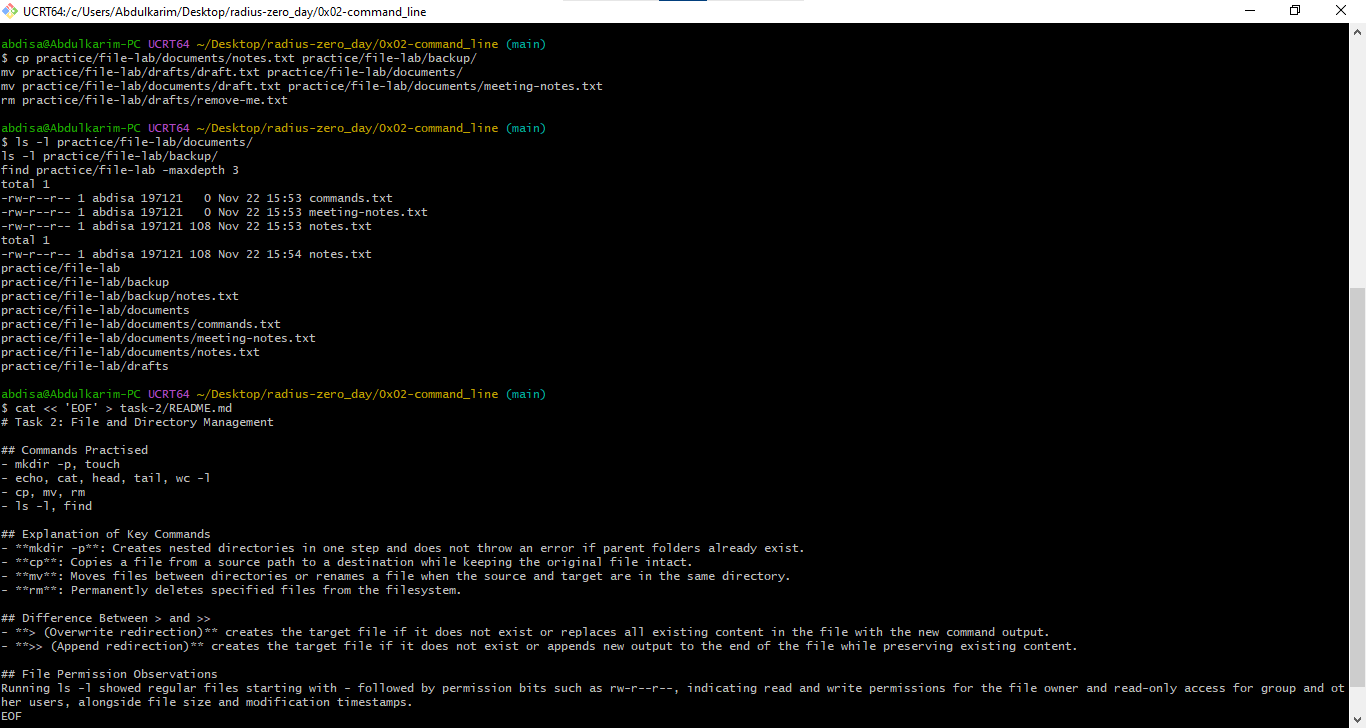 UCRT64:/c/Users/Abdulkarim/Desktop/radius-zero_day/0x02-command_line
abdisa@Abdulkarim-PC UCRT64 ~/Desktop/radius-zero_day/0x02-command_line (main)
$ cp practice/file-lab/documents/notes.txt practice/file-lab/backup/
mv practice/file-lab/drafts/draft.txt practice/file-lab/documents/
mv practice/file-lab/documents/draft.txt practice/file-lab/documents/meeting-notes.txt
rm practice/file-lab/drafts/remove-me.txt
abdisa@Abdulkarim-PC UCRT64 ~/Desktop/radius-zero_day/0x02-command_line (main)
$ ls -l practice/file-lab/documents/
ls -l practice/file-lab/backup/
find practice/file-lab -maxdepth 3
total 1
-rw-r--r-- 1 abdisa 197121   0 Nov 22 15:53 commands.txt
-rw-r--r-- 1 abdisa 197121   0 Nov 22 15:53 meeting-notes.txt
-rw-r--r-- 1 abdisa 197121 108 Nov 22 15:53 notes.txt
total 1
-rw-r--r-- 1 abdisa 197121 108 Nov 22 15:54 notes.txt
practice/file-lab
practice/file-lab/backup
practice/file-lab/backup/notes.txt
practice/file-lab/documents
practice/file-lab/documents/commands.txt
practice/file-lab/documents/meeting-notes.txt
practice/file-lab/documents/notes.txt
practice/file-lab/drafts
abdisa@Abdulkarim-PC UCRT64 ~/Desktop/radius-zero_day/0x02-command_line (main)
$ cat << 'EOF' > task-2/README.md
# Task 2: File and Directory Management
## Commands Practised
- mkdir -p, touch
- echo, cat, head, tail, wc -l
- cp, mv, rm
- ls -l, find
## Explanation of Key Commands
- **mkdir -p**: Creates nested directories in one step and does not throw an error if parent folders already exist.
- **cp**: Copies a file from a source path to a destination while keeping the original file intact.
- **mv**: Moves files between directories or renames a file when the source and target are in the same directory.
- **rm**: Permanently deletes specified files from the filesystem.
## Difference Between > and >>
- **> (Overwrite redirection)** creates the target file if it does not exist or replaces all existing content in the file with the new command output.
- **>> (Append redirection)** creates the target file if it does not exist or appends new output to the end of the file while preserving existing content.
## File Permission Observations
Running ls -l showed regular files starting with - followed by permission bits such as rw-r--r--, indicating read and write permissions for the file owner and read-only access for group and ot
her users, alongside file size and modification timestamps.
EOF